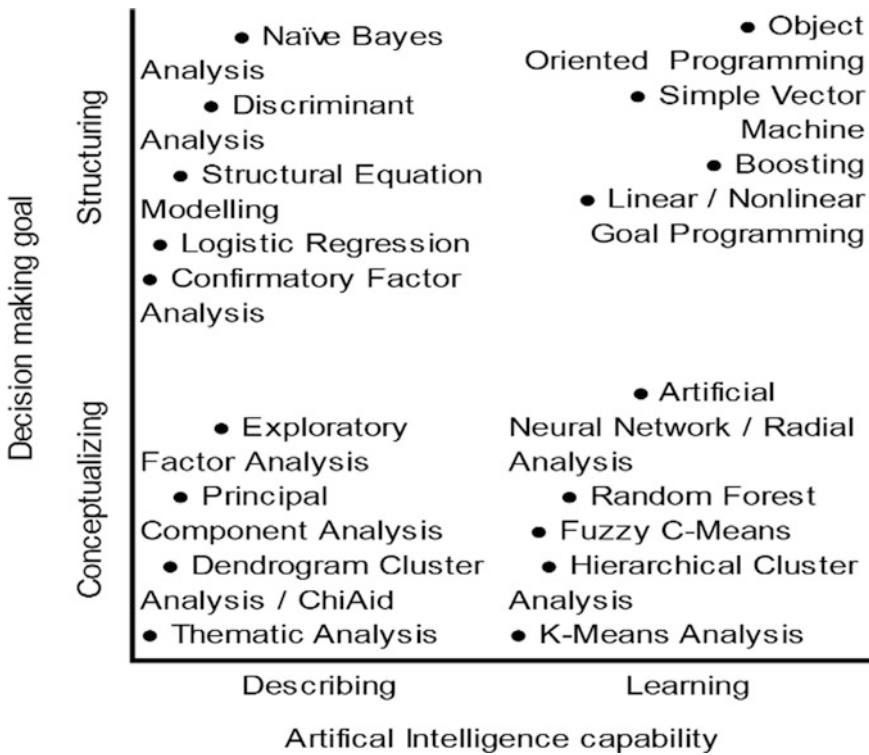 Decision making goal
Structuring
Conceptualizing
• Naïve Bayes
Analysis
• Discriminant
Analysis
• Structural Equation
Modelling
• Logistic Regression
• Confirmatory Factor
Analysis
• Object
Oriented Programming
• Simple Vector
Machine
• Boosting
• Linear / Nonlinear
Goal Programming
• Exploratory
Factor Analysis
• Principal
Component Analysis
• Dendrogram Cluster
Analysis / ChiAid
• Thematic Analysis
• Artificial
Neural Network / Radial
Analysis
• Random Forest
• Fuzzy C-Means
• Hierarchical Cluster
Analysis
• K-Means Analysis
Describing
Learning
Artifical Intelligence capability